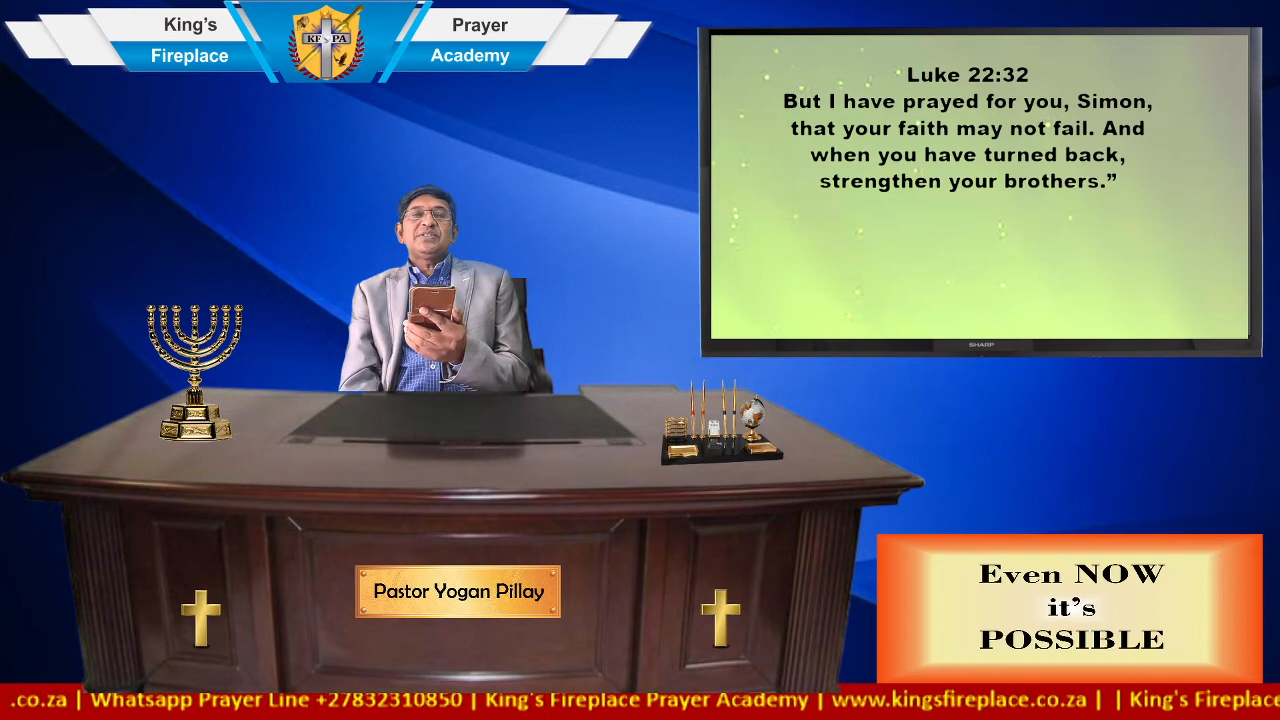 King's
Fireplace
KF PA
Prayer
Academy
Luke 22:32
But I have prayed for you, Simon,
that your faith may not fail. And
when you have turned back,
strengthen your brothers.”
SHARP
Pastor Yogan Pillay
Even NOW
it’s
POSSIBLE
.co.za | Whatsapp Prayer Line +27832310850 | King's Fireplace Prayer Academy | www.kingsfireplace.co.za | | King's Fireplace